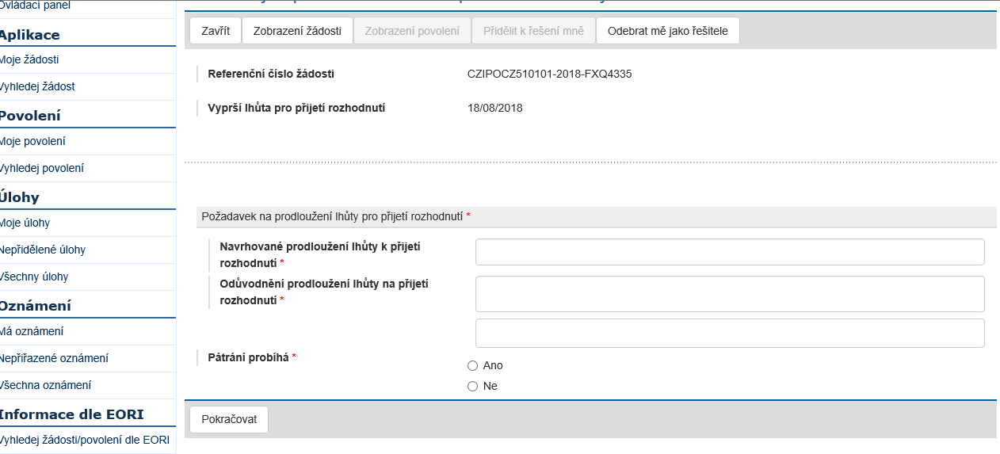 Ovládací panel
Aplikace
Moje žádosti
Vyhledej žádost
Povolení
Moje povolení
Vyhledej povolení
Úlohy
Moje úlohy
Nepřidělené úlohy
Všechny úlohy
Oznámení
Má oznámení
Nepřiřazené oznámení
Všechna oznámení
Informace dle EORI
Vyhledej žádosti/povolení dle EORI
Zavřít
Zobrazení žádosti
Zobrazení povolení
Přidělit k řešení mně
Odebrat mě jako řešitele
Referenční číslo žádosti
CZIPOCZ510101-2018-FXQ4335
Vyprší lhůta pro přijetí rozhodnutí
18/08/2018
Požadavek na prodloužení lhůty pro přijetí rozhodnutí *
Navrhované prodloužení lhůty k přijetí
rozhodnutí *
Odůvodnění prodloužení lhůty na přijetí
rozhodnutí *
Pátrání probíhá *
Ano
Ne
Pokračovat